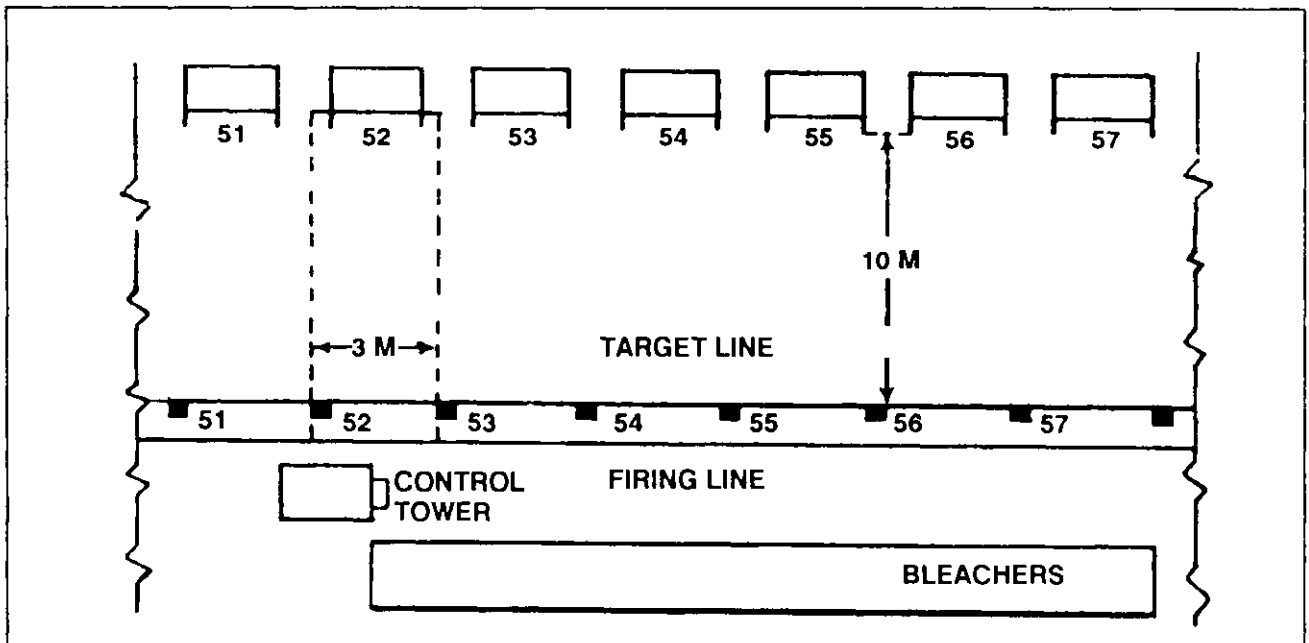 51 52 53 54 55 56 57
10 M
3 M
TARGET LINE
51 52 53 54 55 56 57
CONTROL
TOWER
FIRING LINE
BLEACHERS